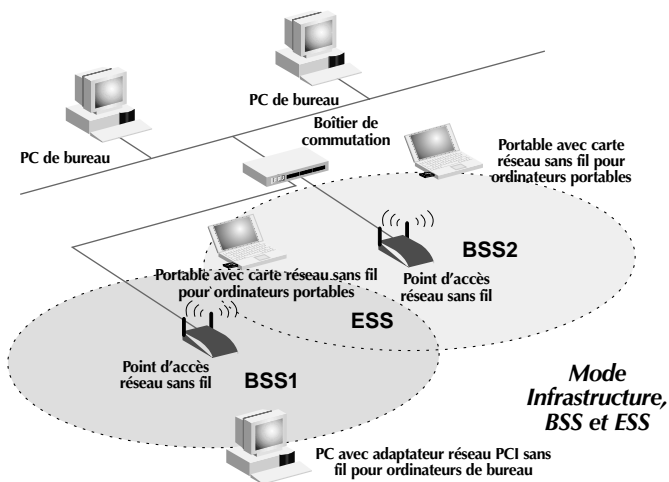 PC de bureau
PC de bureau
Boîtier de
commutation
Portable avec carte
réseau sans fil pour
ordinateurs portables
BSS2
Point d'accès
réseau sans fil
Portable avec carte réseau sans fil
pour ordinateurs portables
ESS
Point d'accès
réseau sans fil
BSS1
Mode
Infrastructure,
BSS et ESS
PC avec adaptateur réseau PCI sans
fil pour ordinateurs de bureau